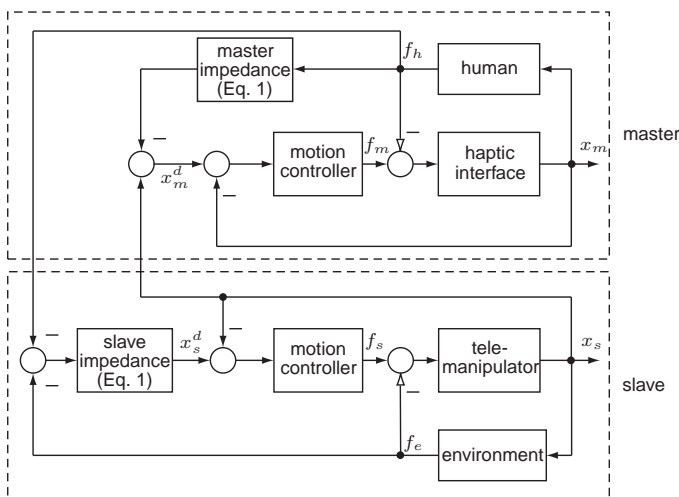 master
impedance
(Eq. 1)
f_h
human
−
−
x_m^d
−
motion
controller
f_m
haptic
interface
x_m
master
−
−
slave
impedance
(Eq. 1)
x_s^d
−
motion
controller
f_s
tele-
manipulator
x_s
−
−
slave
f_e
environment